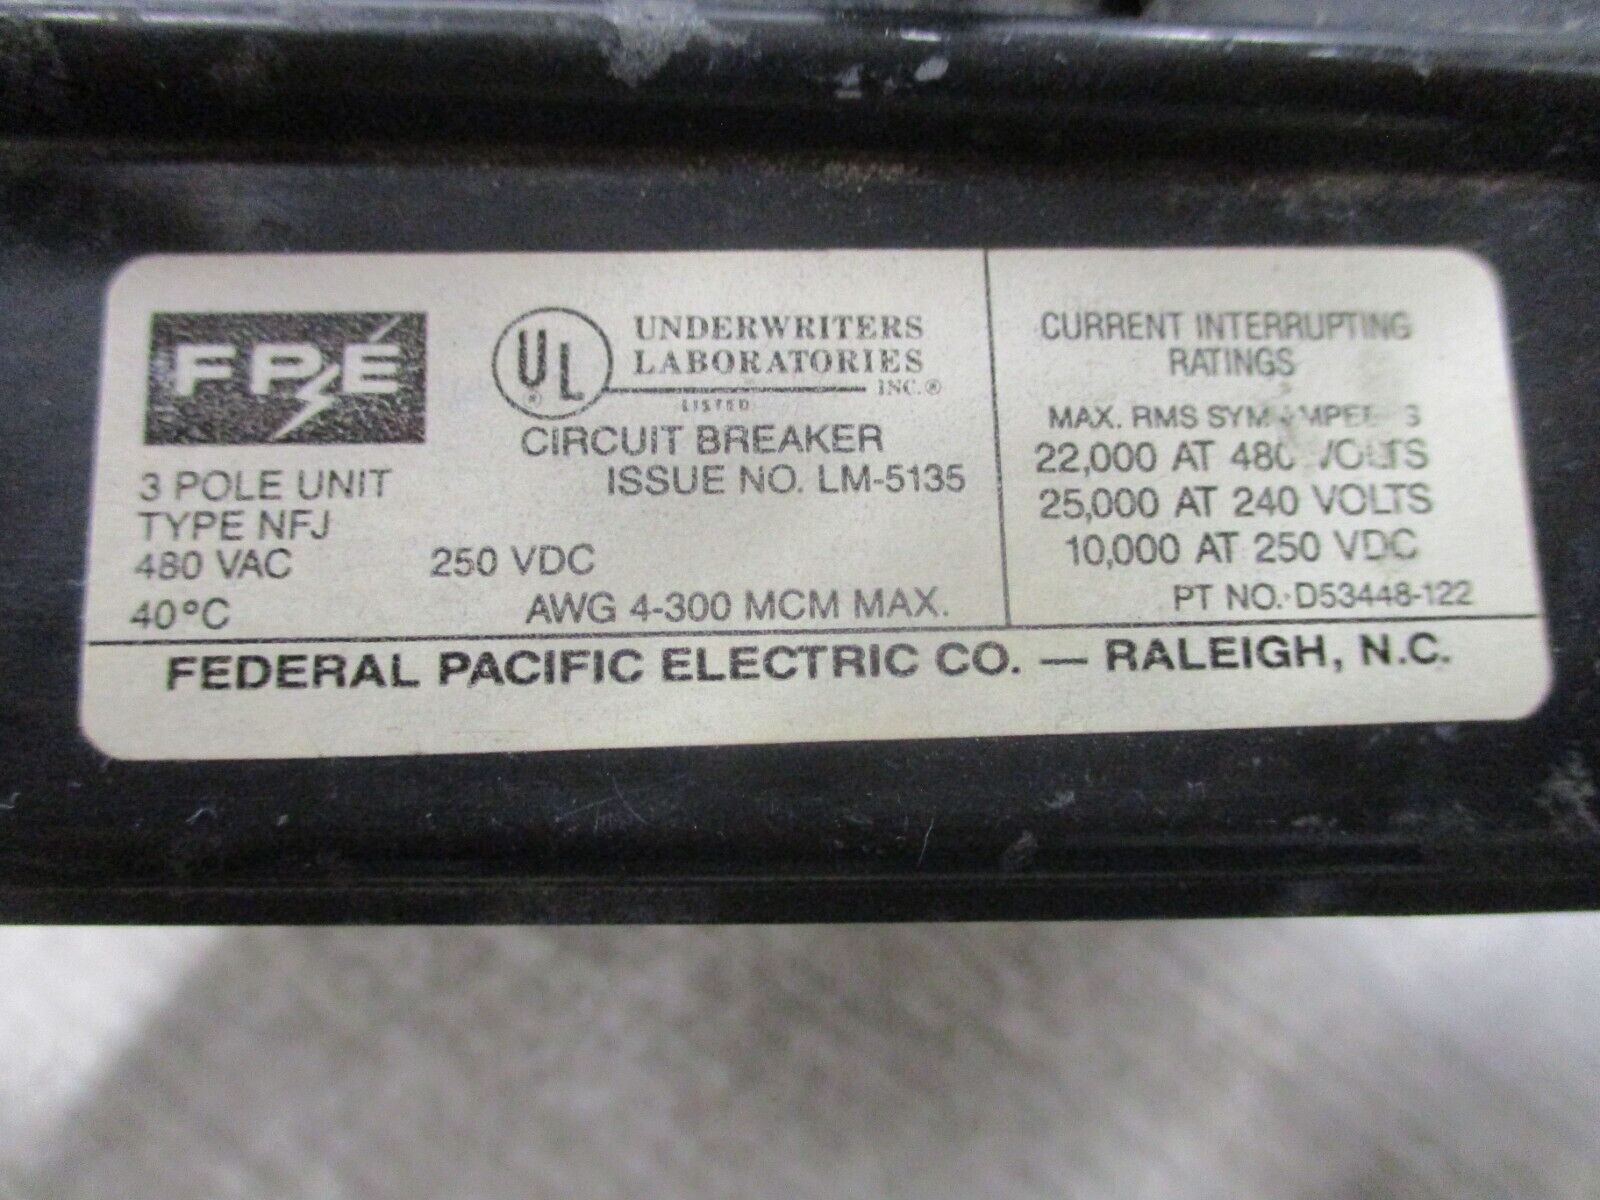 FPE
3 POLE UNIT
TYPE NFJ
480 VAC 250 VDC
40°C AWG 4-300 MCM MAX.
UL ®
UNDERWRITERS
LABORATORIES
INC.®
LISTED
CIRCUIT BREAKER
ISSUE NO. LM-5135
CURRENT INTERRUPTING
RATINGS
MAX. RMS SYM
22,000 AT 480 VOLTS
25,000 AT 240 VOLTS
10,000 AT 250 VDC
PT NO. D53448-122
FEDERAL PACIFIC ELECTRIC CO. — RALEIGH, N.C.